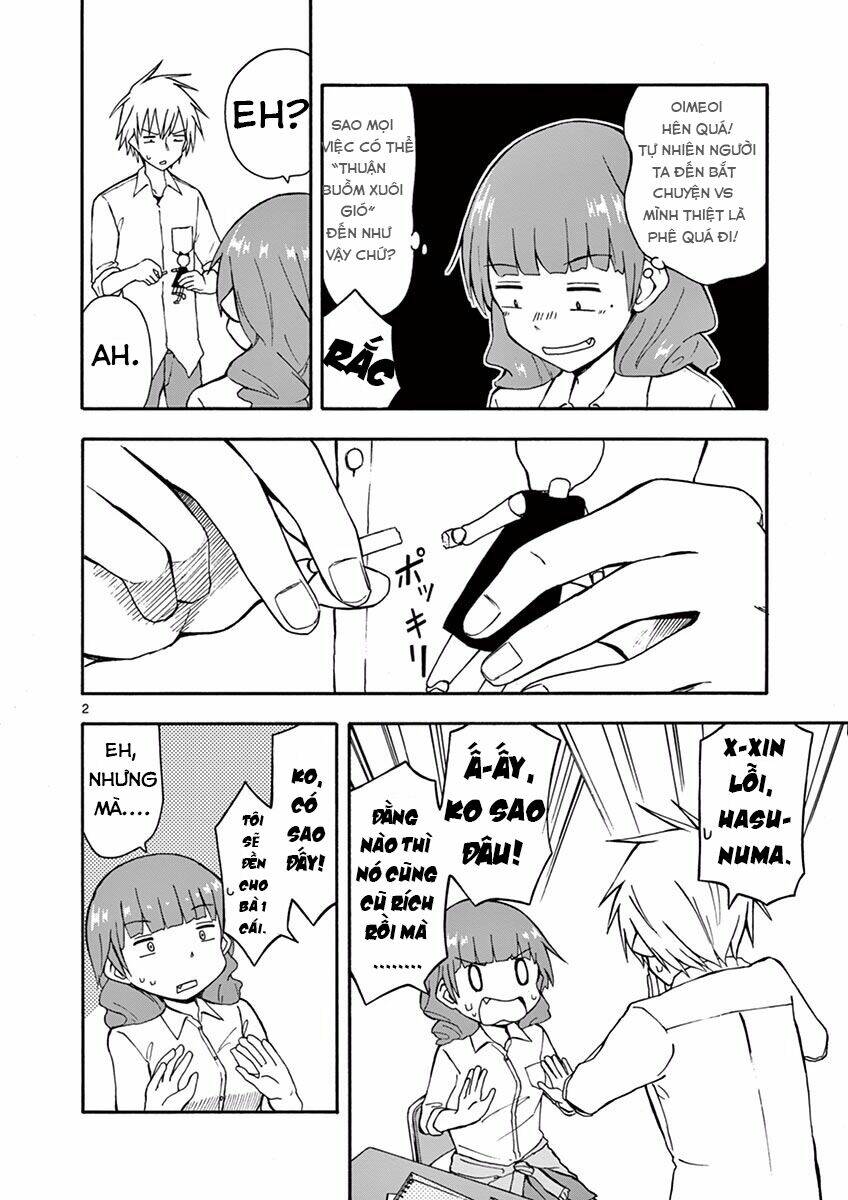 OIMEOI
HÊN QUÁ!
TỰ NHIÊN NGƯỜI
TA ĐẾN BẮT
CHUYỆN VS
MÌNH THIỆT LÀ
PHÊ QUÁ ĐI!
SAO MỌI
VIỆC CÓ THỂ
“THUẬN
BUỒM XUÔI
GIÓ“
ĐẾN NHƯ
VẬY CHỨ?
RẮC
EH?
AH.
ポッキリ
2
X-XIN
LỖI,
HASU-
NUMA.
Ấ-ẤY,
KO SAO
ĐÂU!
ĐẰNG
NÀO THÌ
NÓ CŨNG
CŨ RÍCH
RỒI MÀ
.........
KO,
CÓ
SAO
ĐẤY!
TÔI
SẼ
ĐỀN
CHO
BÀ 1
CÁI.
EH,
NHƯNG
MÀ....